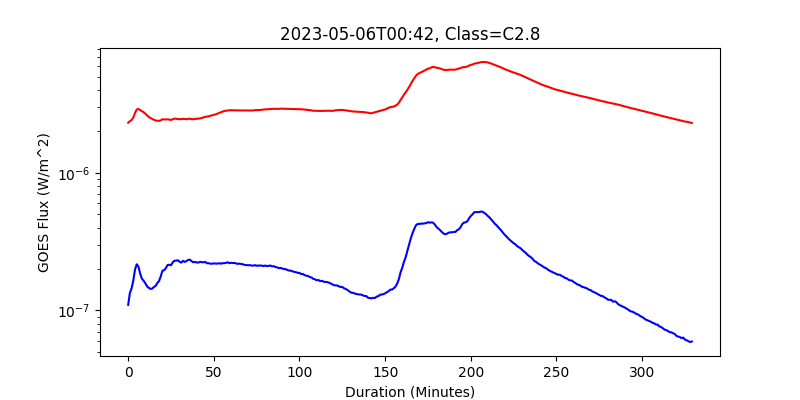 2023-05-06T00:42, Class=C2.8
GOES Flux (W/m^2)
10^-6
10^-7
0 50 100 150 200 250 300
Duration (Minutes)